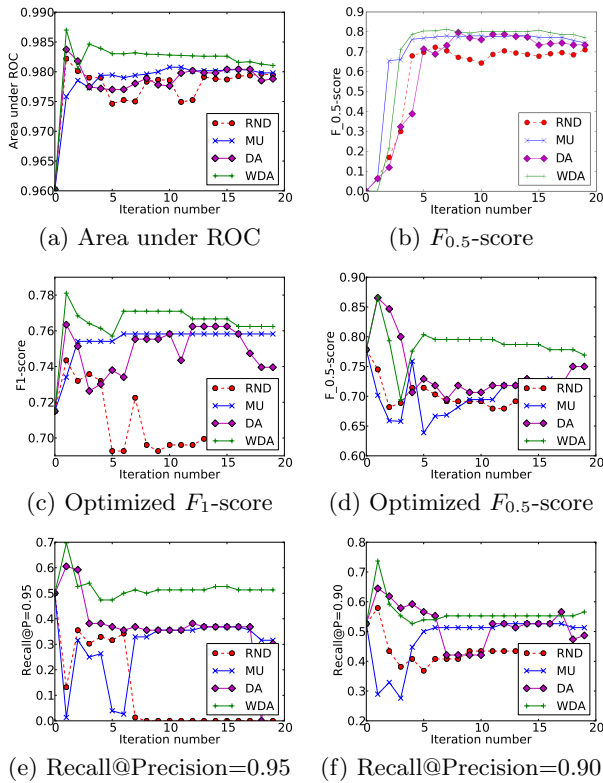 0.990
0.985
0.980
0.975
0.970
0.965
0.960
Area under ROC
0 5 10 15 20
Iteration number
RND
MU
DA
WDA
(a) Area under ROC
0.9
0.8
0.7
0.6
0.5
0.4
0.3
0.2
0.1
0.0
F_0.5-score
0 5 10 15 20
Iteration number
RND
MU
DA
WDA
(b) F0.5-score
0.78
0.76
0.74
0.72
0.70
F1-score
0 5 10 15 20
Iteration number
RND
MU
DA
WDA
(c) Optimized F1-score
0.90
0.85
0.80
0.75
0.70
0.65
0.60
F_0.5-score
0 5 10 15 20
Iteration number
RND
MU
DA
WDA
(d) Optimized F0.5-score
0.7
0.6
0.5
0.4
0.3
0.2
0.1
0.0
Recall@P=0.95
0 5 10 15 20
Iteration number
RND
MU
DA
WDA
(e) Recall@Precision=0.95
0.8
0.7
0.6
0.5
0.4
0.3
0.2
Recall@P=0.90
0 5 10 15 20
Iteration number
RND
MU
DA
WDA
(f) Recall@Precision=0.90